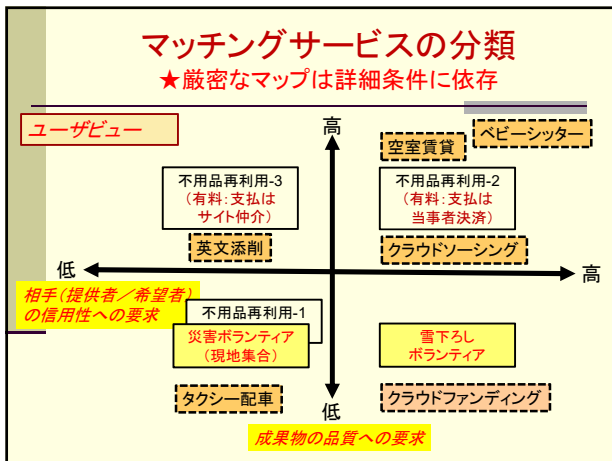 マッチングサービスの分類
★厳密なマップは詳細条件に依存
ユーザビュー
高
ベビーシッター
空室賃貸
不用品再利用-3
(有料:支払は
サイト仲介)
不用品再利用-2
(有料:支払は
当事者決済)
英文添削
クラウドソーシング
低
高
相手(提供者/希望者)
の信用性への要求
不用品再利用-1
災害ボランティア
(現地集合)
雪下ろし
ボランティア
タクシー配車
クラウドファンディング
低
成果物の品質への要求